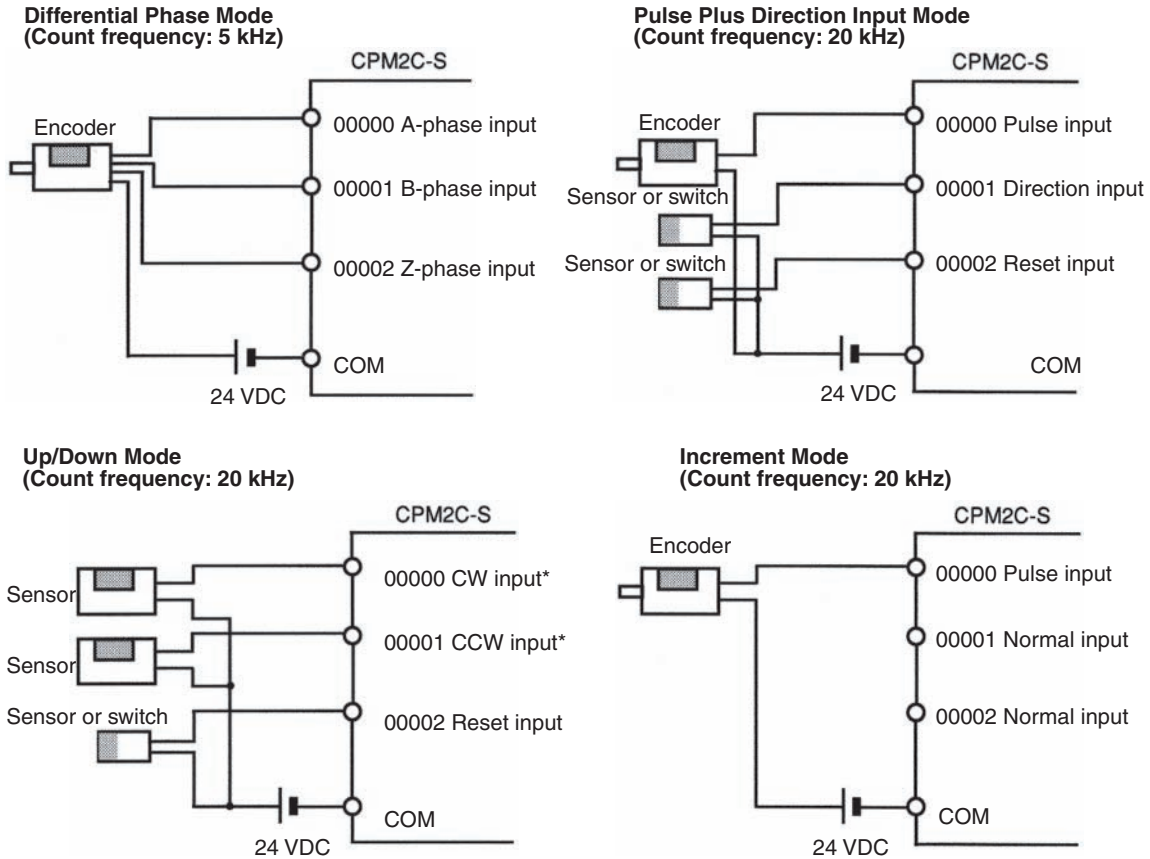 Differential Phase Mode
(Count frequency: 5 kHz)
CPM2C-S
Encoder
00000 A-phase input
00001 B-phase input
00002 Z-phase input
COM
24 VDC
Pulse Plus Direction Input Mode
(Count frequency: 20 kHz)
CPM2C-S
Encoder
00000 Pulse input
Sensor or switch
00001 Direction input
Sensor or switch
00002 Reset input
COM
24 VDC
Up/Down Mode
(Count frequency: 20 kHz)
CPM2C-S
Sensor
00000 CW input*
Sensor
00001 CCW input*
Sensor or switch
00002 Reset input
COM
24 VDC
Increment Mode
(Count frequency: 20 kHz)
CPM2C-S
Encoder
00000 Pulse input
00001 Normal input
00002 Normal input
COM
24 VDC